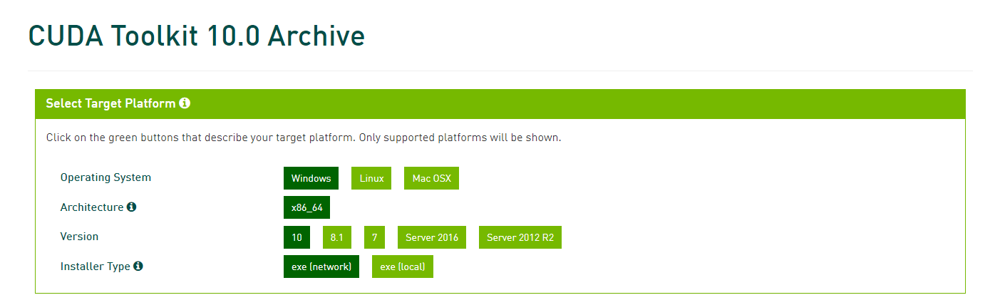 CUDA Toolkit 10.0 Archive
Select Target Platform
Click on the green buttons that describe your target platform. Only supported platforms will be shown.
Operating System Windows Linux Mac OSX
Architecture x86_64
Version 10 8.1 7 Server 2016 Server 2012 R2
Installer Type exe (network) exe (local)